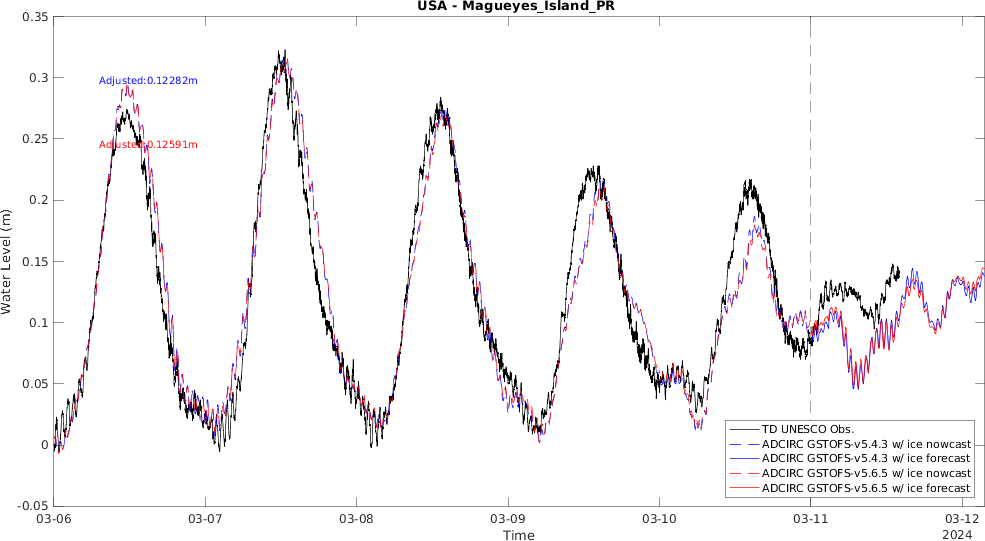 USA - Magueyes_Island_PR
0.35
0.3
0.25
0.2
0.15
0.1
0.05
0
-0.05
Water Level (m)
Adjusted:0.12282m
Adjusted:0.12591m
TD UNESCO Obs.
ADCIRC GSTOFS-v5.4.3 w/ ice nowcast
ADCIRC GSTOFS-v5.4.3 w/ ice forecast
ADCIRC GSTOFS-v5.6.5 w/ ice nowcast
ADCIRC GSTOFS-v5.6.5 w/ ice forecast
03-06 03-07 03-08 03-09 03-10 03-11 03-12
Time
2024